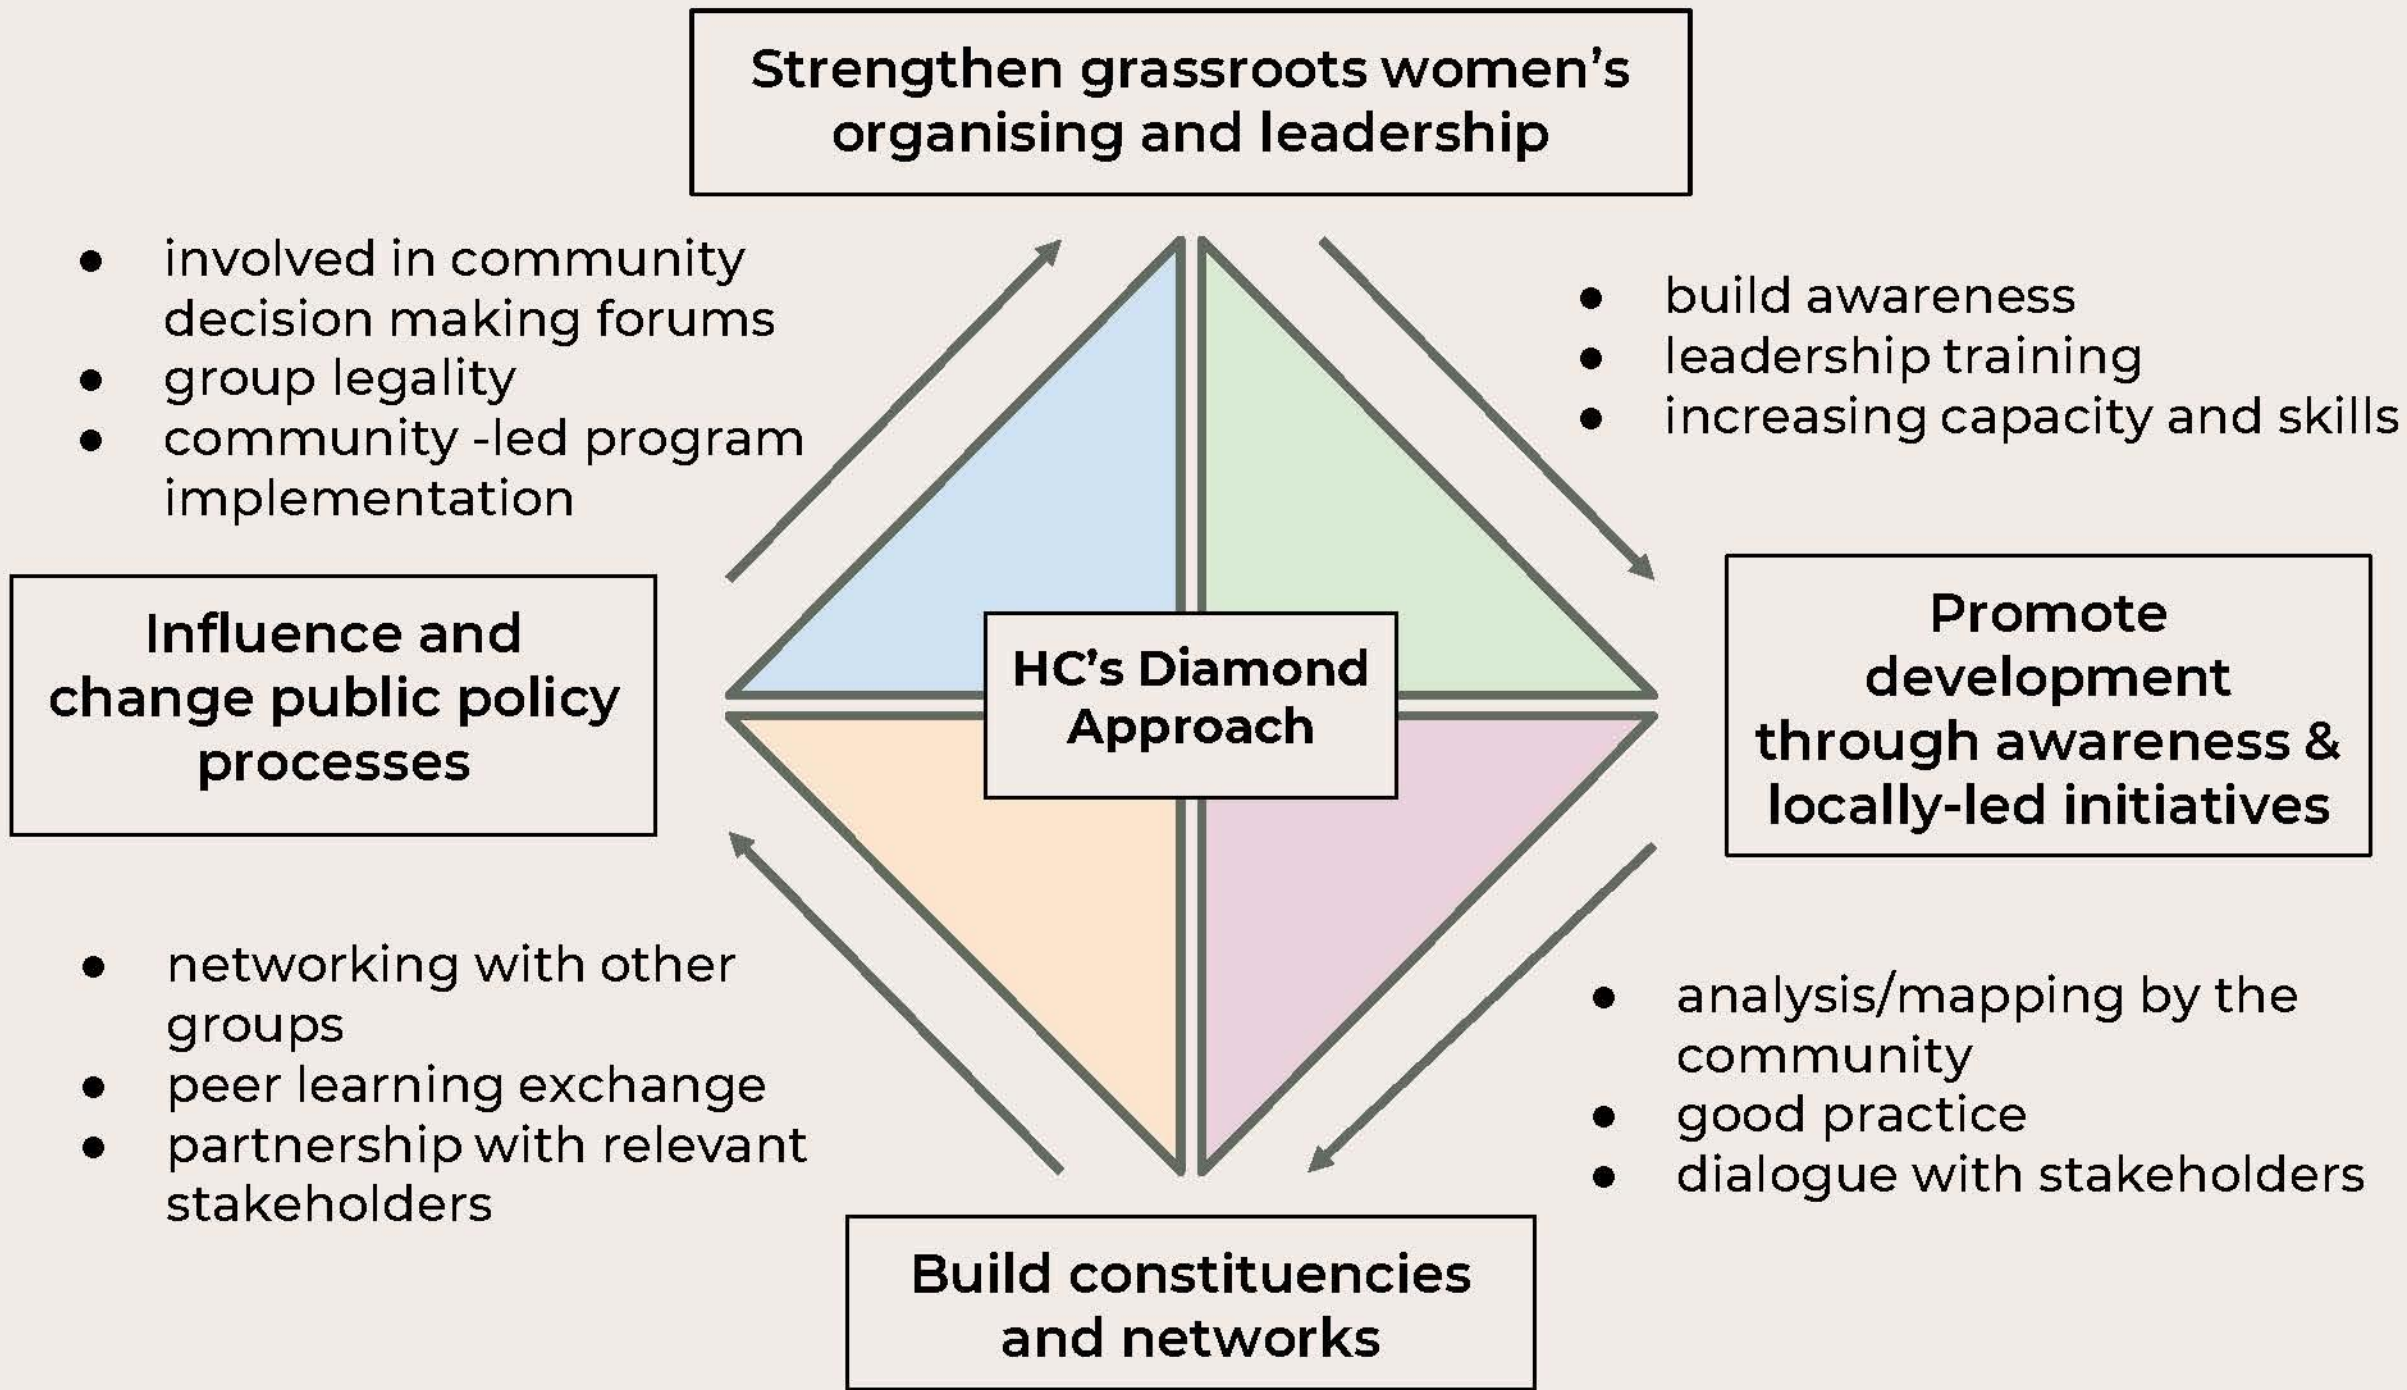 Strengthen grassroots women's
organising and leadership
● involved in community
decision making forums
● group legality
● community -led program
implementation
● build awareness
● leadership training
● increasing capacity and skills
Influence and
change public policy
processes
HC's Diamond
Approach
Promote
development
through awareness &
locally-led initiatives
● networking with other
groups
● peer learning exchange
● partnership with relevant
stakeholders
● analysis/mapping by the
community
● good practice
● dialogue with stakeholders
Build constituencies
and networks